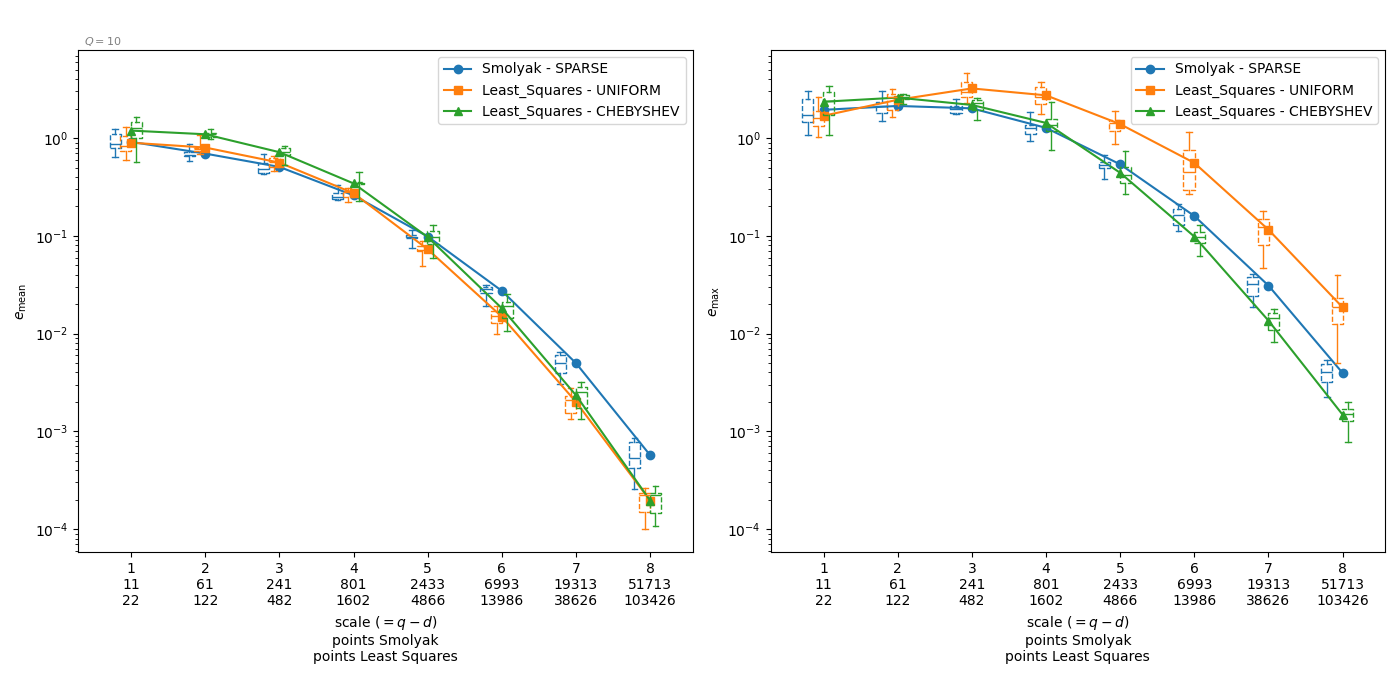 Q = 10
Smolyak - SPARSE
Least_Squares - UNIFORM
Least_Squares - CHEBYSHEV
10⁰
10⁻¹
10⁻²
10⁻³
10⁻⁴
e_mean
1 2 3 4 5 6 7 8
11 61 241 801 2433 6993 19313 51713
22 122 482 1602 4866 13986 38626 103426
scale (= q − d)
points Smolyak
points Least Squares
Smolyak - SPARSE
Least_Squares - UNIFORM
Least_Squares - CHEBYSHEV
10⁰
10⁻¹
10⁻²
10⁻³
10⁻⁴
e_max
1 2 3 4 5 6 7 8
11 61 241 801 2433 6993 19313 51713
22 122 482 1602 4866 13986 38626 103426
scale (= q − d)
points Smolyak
points Least Squares